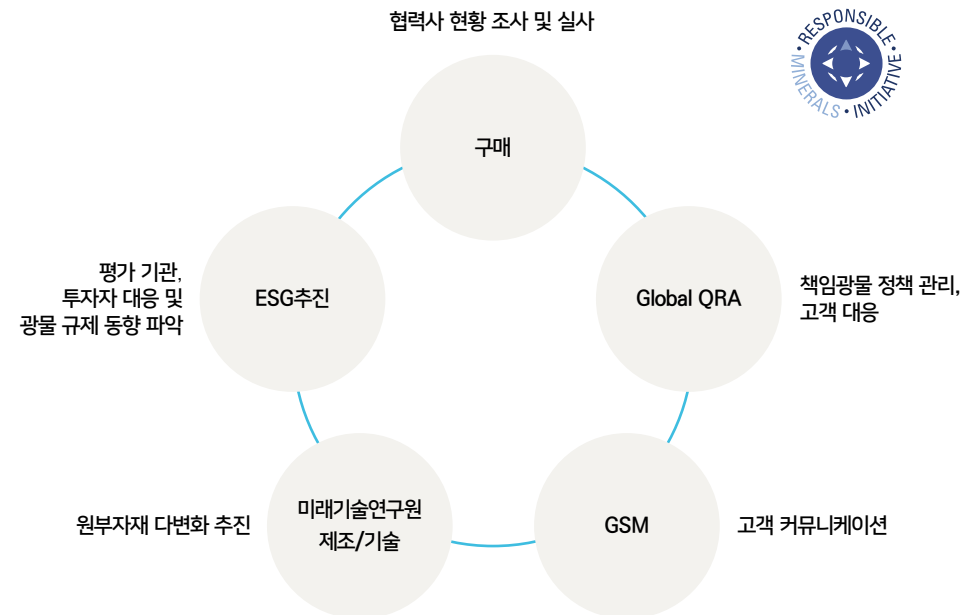 협력사 현황 조사 및 실사
RESPONSIBLE
MINERALS • INITIATIVE
구매
평가 기관,
투자자 대응 및
광물 규제 동향 파악
ESG추진
Global QRA
책임광물 정책 관리,
고객 대응
원부자재 다변화 추진
미래기술연구원
제조/기술
GSM
고객 커뮤니케이션